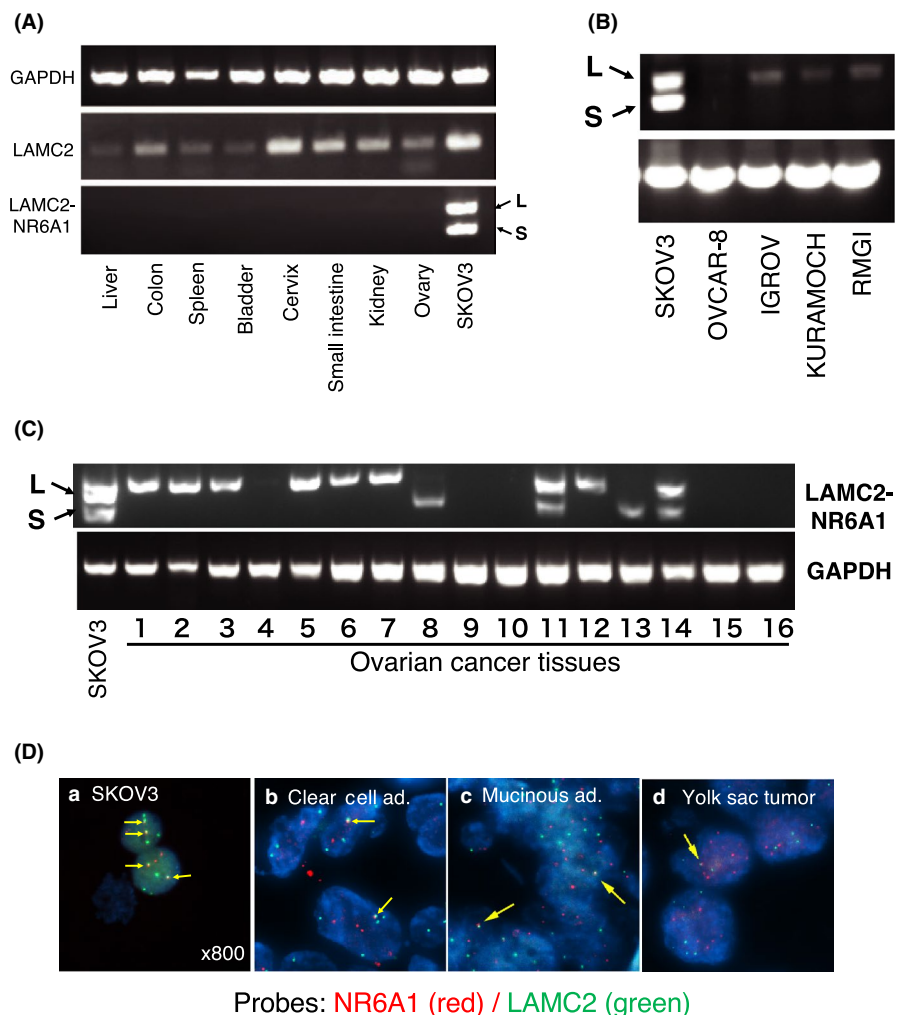 (A)
GAPDH
LAMC2
LAMC2-
NR6A1
L
S
Liver
Colon
Spleen
Bladder
Cervix
Small intestine
Kidney
Ovary
SKOV3
(B)
L
S
SKOV3
OVCAR-8
IGROV
KURAMOCH
RMGI
(C)
L
S
LAMC2-
NR6A1
GAPDH
SKOV3
1 2 3 4 5 6 7 8 9 10 11 12 13 14 15 16
Ovarian cancer tissues
(D)
a SKOV3
x800
b Clear cell ad.
c Mucinous ad.
d Yolk sac tumor
Probes: NR6A1 (red) / LAMC2 (green)